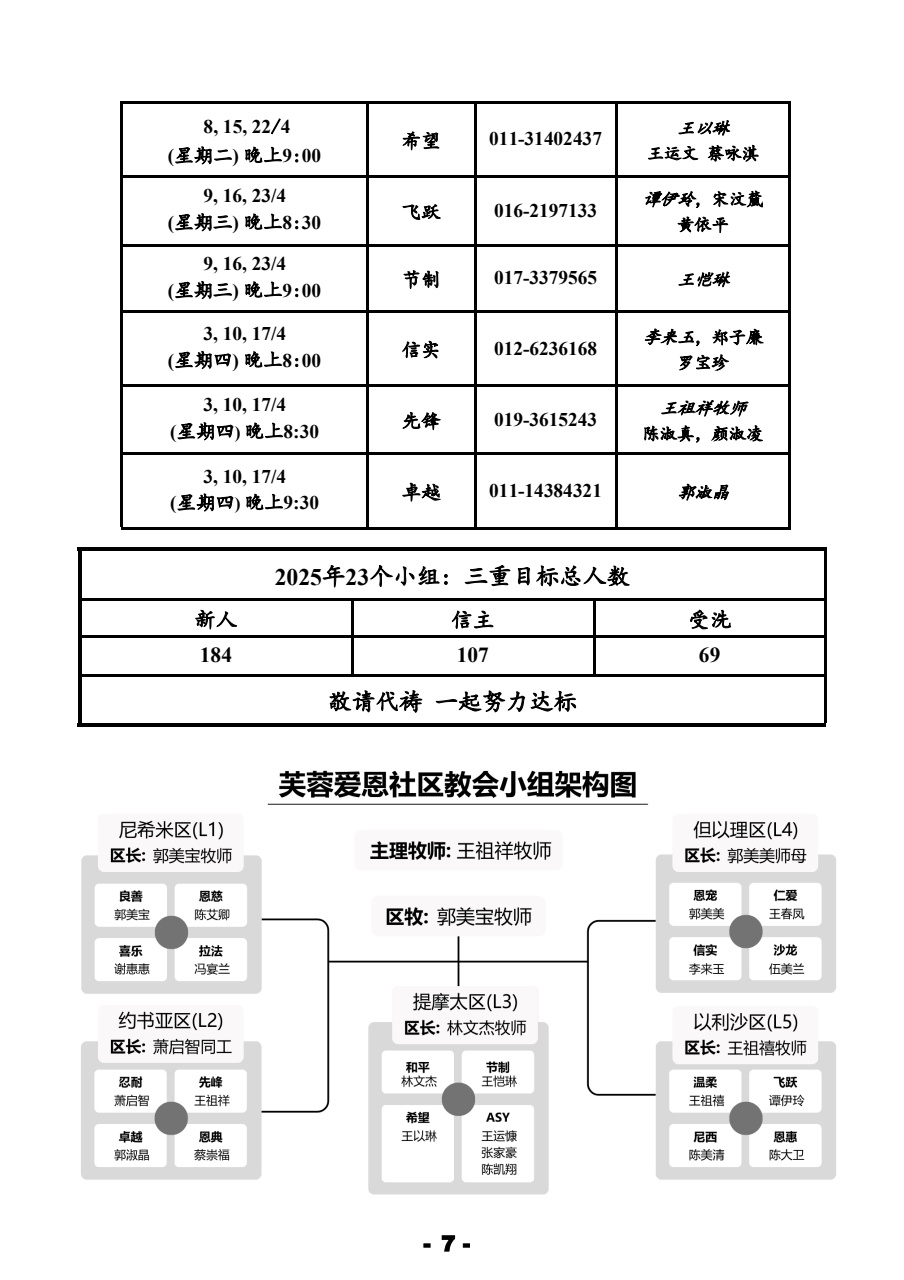 8, 15, 22/4
(星期二) 晚上9:00
希望
011-31402437
王以琳
王运文 蔡咏淇
9, 16, 23/4
(星期三) 晚上8:30
飞跃
016-2197133
谭伊玲，宋汶蔍
黄依平
9, 16, 23/4
(星期三) 晚上9:00
节制
017-3379565
王恺琳
3, 10, 17/4
(星期四) 晚上8:00
信实
012-6236168
李来玉，郑子廉
罗宝珍
3, 10, 17/4
(星期四) 晚上8:30
先锋
019-3615243
王祖祥牧师
陈淑真，颜淑凌
3, 10, 17/4
(星期四) 晚上9:30
卓越
011-14384321
郭淑晶
2025年23个小组：三重目标总人数
新人 信主 受洗
184 107 69
敬请代祷 一起努力达标
芙蓉爱恩社区教会小组架构图
主理牧师: 王祖祥牧师
区牧: 郭美宝牧师
尼希米区(L1)
区长: 郭美宝牧师
良善
郭美宝
恩慈
陈艾卿
喜乐
谢惠惠
拉法
冯宴兰
约书亚区(L2)
区长: 萧启智同工
忍耐
萧启智
先峰
王祖祥
卓越
郭淑晶
恩典
蔡崇福
提摩太区(L3)
区长: 林文杰牧师
和平
林文杰
节制
王恺琳
希望
王以琳
ASY
王运慷
张家豪
陈凯翔
但以理区(L4)
区长: 郭美美师母
恩宠
郭美美
仁爱
王春凤
信实
李来玉
沙龙
伍美兰
以利沙区(L5)
区长: 王祖禧牧师
温柔
王祖禧
飞跃
谭伊玲
尼西
陈美清
恩惠
陈大卫
- 7 -